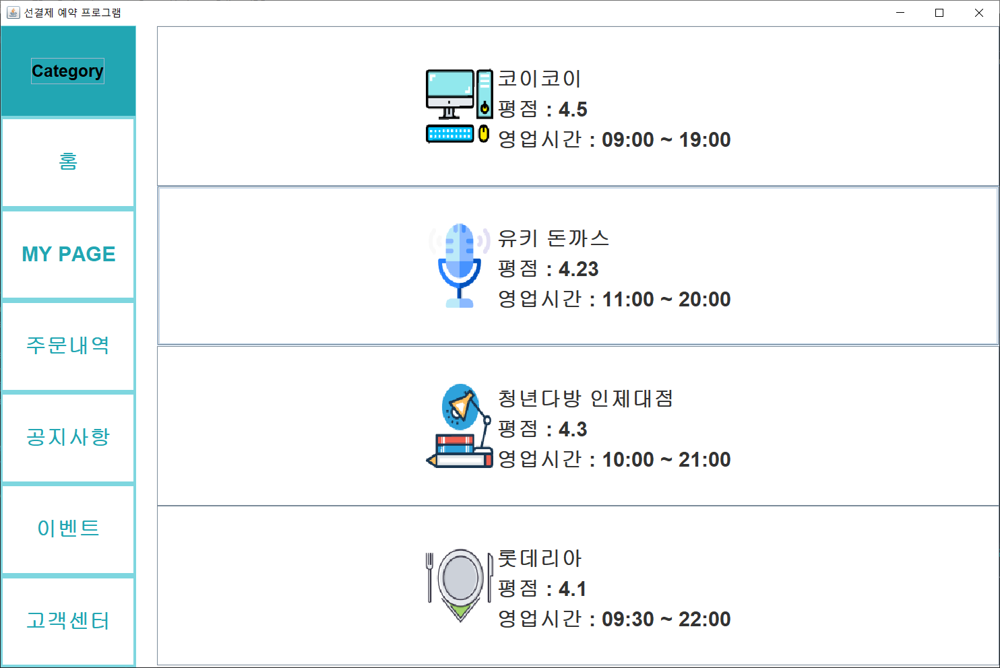 선결제 예약 프로그램
Category
홈
MY PAGE
주문내역
공지사항
이벤트
고객센터
코이코이
평점 : 4.5
영업시간 : 09:00 ~ 19:00
유키 돈까스
평점 : 4.23
영업시간 : 11:00 ~ 20:00
청년다방 인제대점
평점 : 4.3
영업시간 : 10:00 ~ 21:00
롯데리아
평점 : 4.1
영업시간 : 09:30 ~ 22:00